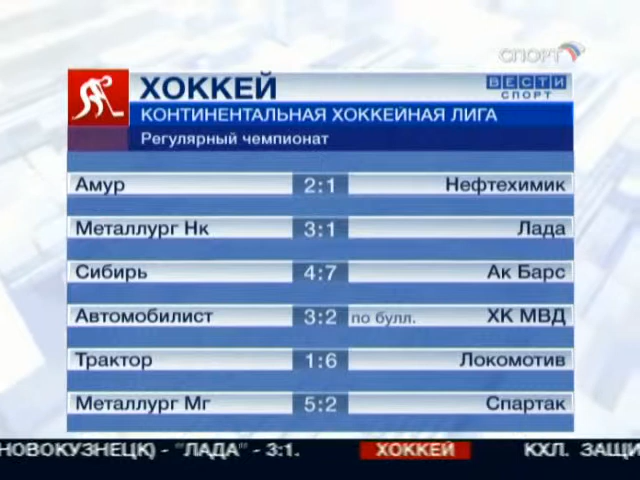 СПОРТ
ХОККЕЙ
ВЕСТИ
СПОРТ
КОНТИНЕНТАЛЬНАЯ ХОККЕЙНАЯ ЛИГА
Регулярный чемпионат
Амур 2:1 Нефтехимик
Металлург Нк 3:1 Лада
Сибирь 4:7 Ак Барс
Автомобилист 3:2 по булл. ХК МВД
Трактор 1:6 Локомотив
Металлург Мг 5:2 Спартак
НОВОКУЗНЕЦК) - "ЛАДА" - 3:1. ХОККЕЙ КХЛ. ЗАЩИ